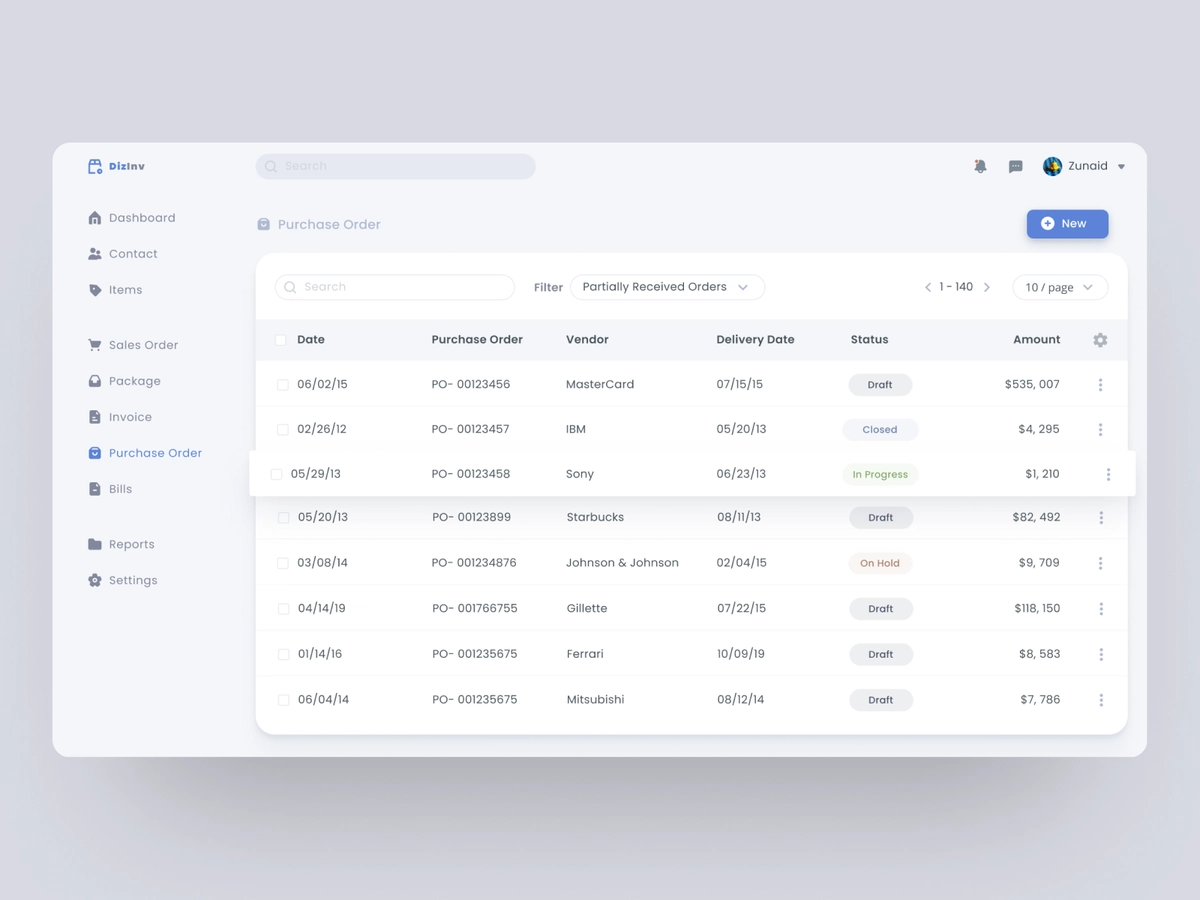 DizInv Search Zunaid
Dashboard
Contact
Items
Sales Order
Package
Invoice
Purchase Order
Bills
Reports
Settings
Purchase Order New
Search Filter Partially Received Orders 1 - 140 10 / page
Date Purchase Order Vendor Delivery Date Status Amount
06/02/15 PO- 00123456 MasterCard 07/15/15 Draft $535, 007
02/26/12 PO- 00123457 IBM 05/20/13 Closed $4, 295
05/29/13 PO- 00123458 Sony 06/23/13 In Progress $1, 210
05/20/13 PO- 00123899 Starbucks 08/11/13 Draft $82, 492
03/08/14 PO- 001234876 Johnson & Johnson 02/04/15 On Hold $9, 709
04/14/19 PO- 001766755 Gillette 07/22/15 Draft $118, 150
01/14/16 PO- 001235675 Ferrari 10/09/19 Draft $8, 583
06/04/14 PO- 001235675 Mitsubishi 08/12/14 Draft $7, 786